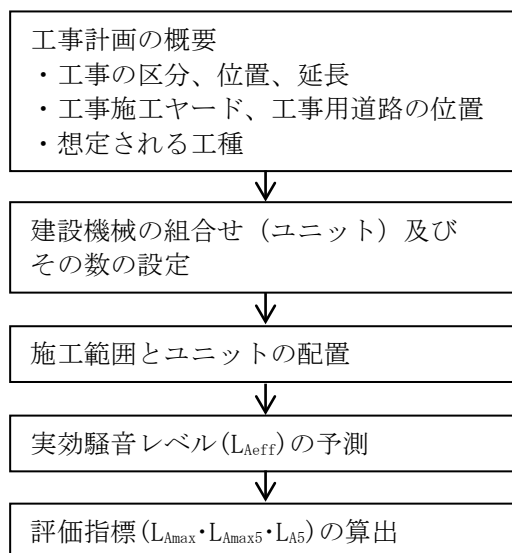 工事計画の概要
・工事の区分、位置、延長
・工事施工ヤード、工事用道路の位置
・想定される工種
建設機械の組合せ（ユニット）及び
その数の設定
施工範囲とユニットの配置
実効騒音レベル(LAeff)の予測
評価指標(LAmax・LAmax5・LA5)の算出